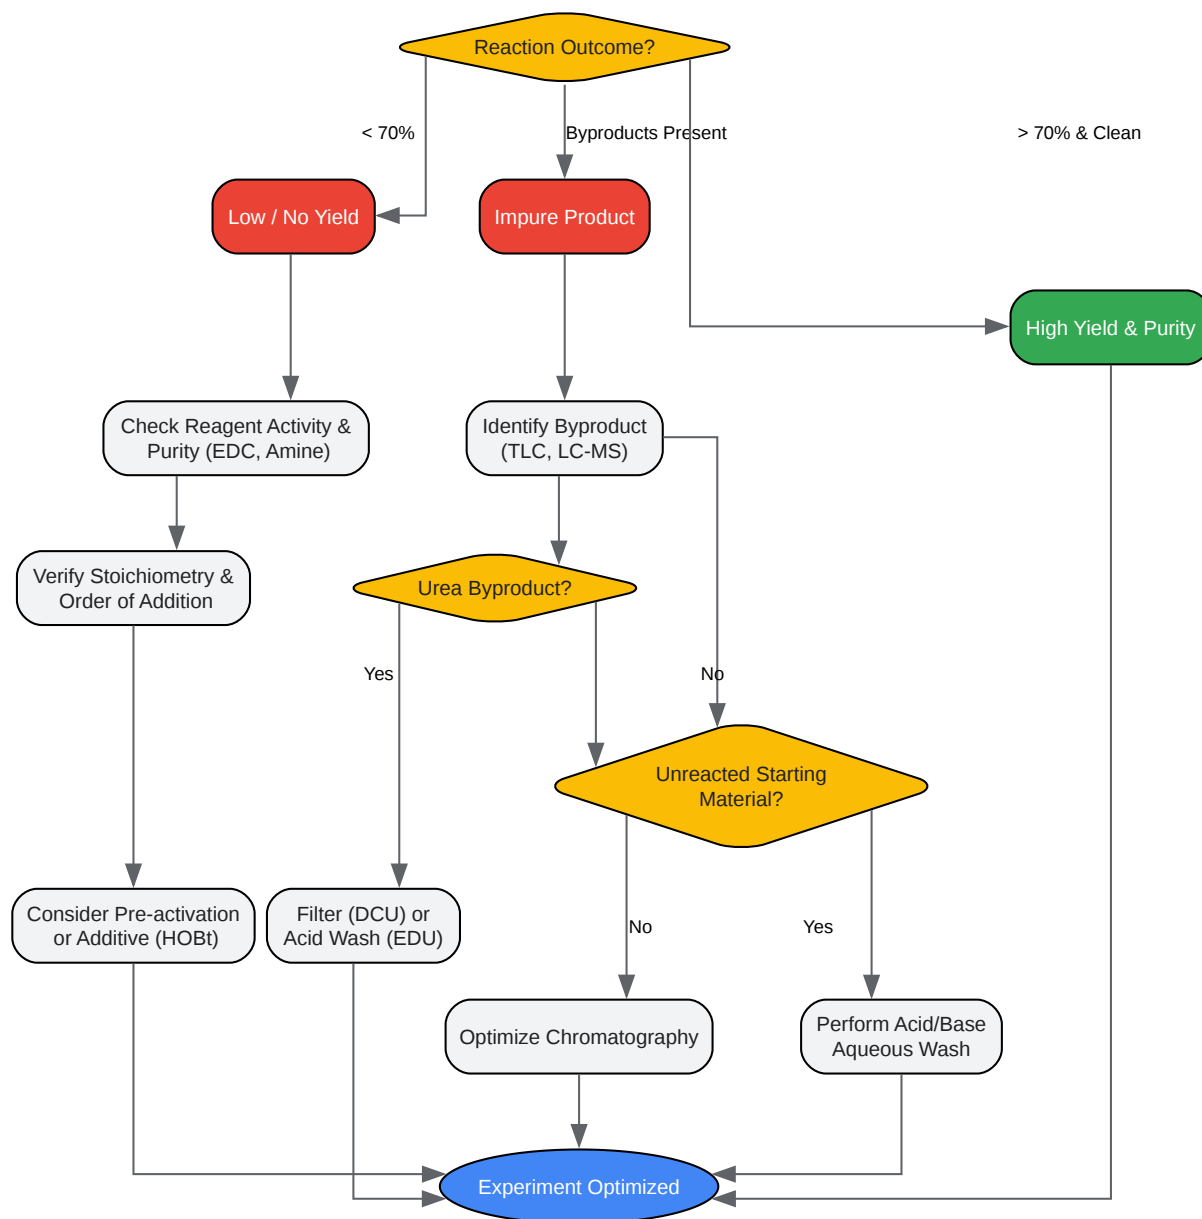 Reaction Outcome?
< 70%
Byproducts Present
> 70% & Clean
Low / No Yield
Impure Product
High Yield & Purity
Check Reagent Activity &
Purity (EDC, Amine)
Identify Byproduct
(TLC, LC-MS)
Verify Stoichiometry &
Order of Addition
Urea Byproduct?
Yes
No
Unreacted Starting
Material?
Consider Pre-activation
or Additive (HOBt)
Filter (DCU) or
Acid Wash (EDU)
No
Yes
Optimize Chromatography
Perform Acid/Base
Aqueous Wash
Experiment Optimized